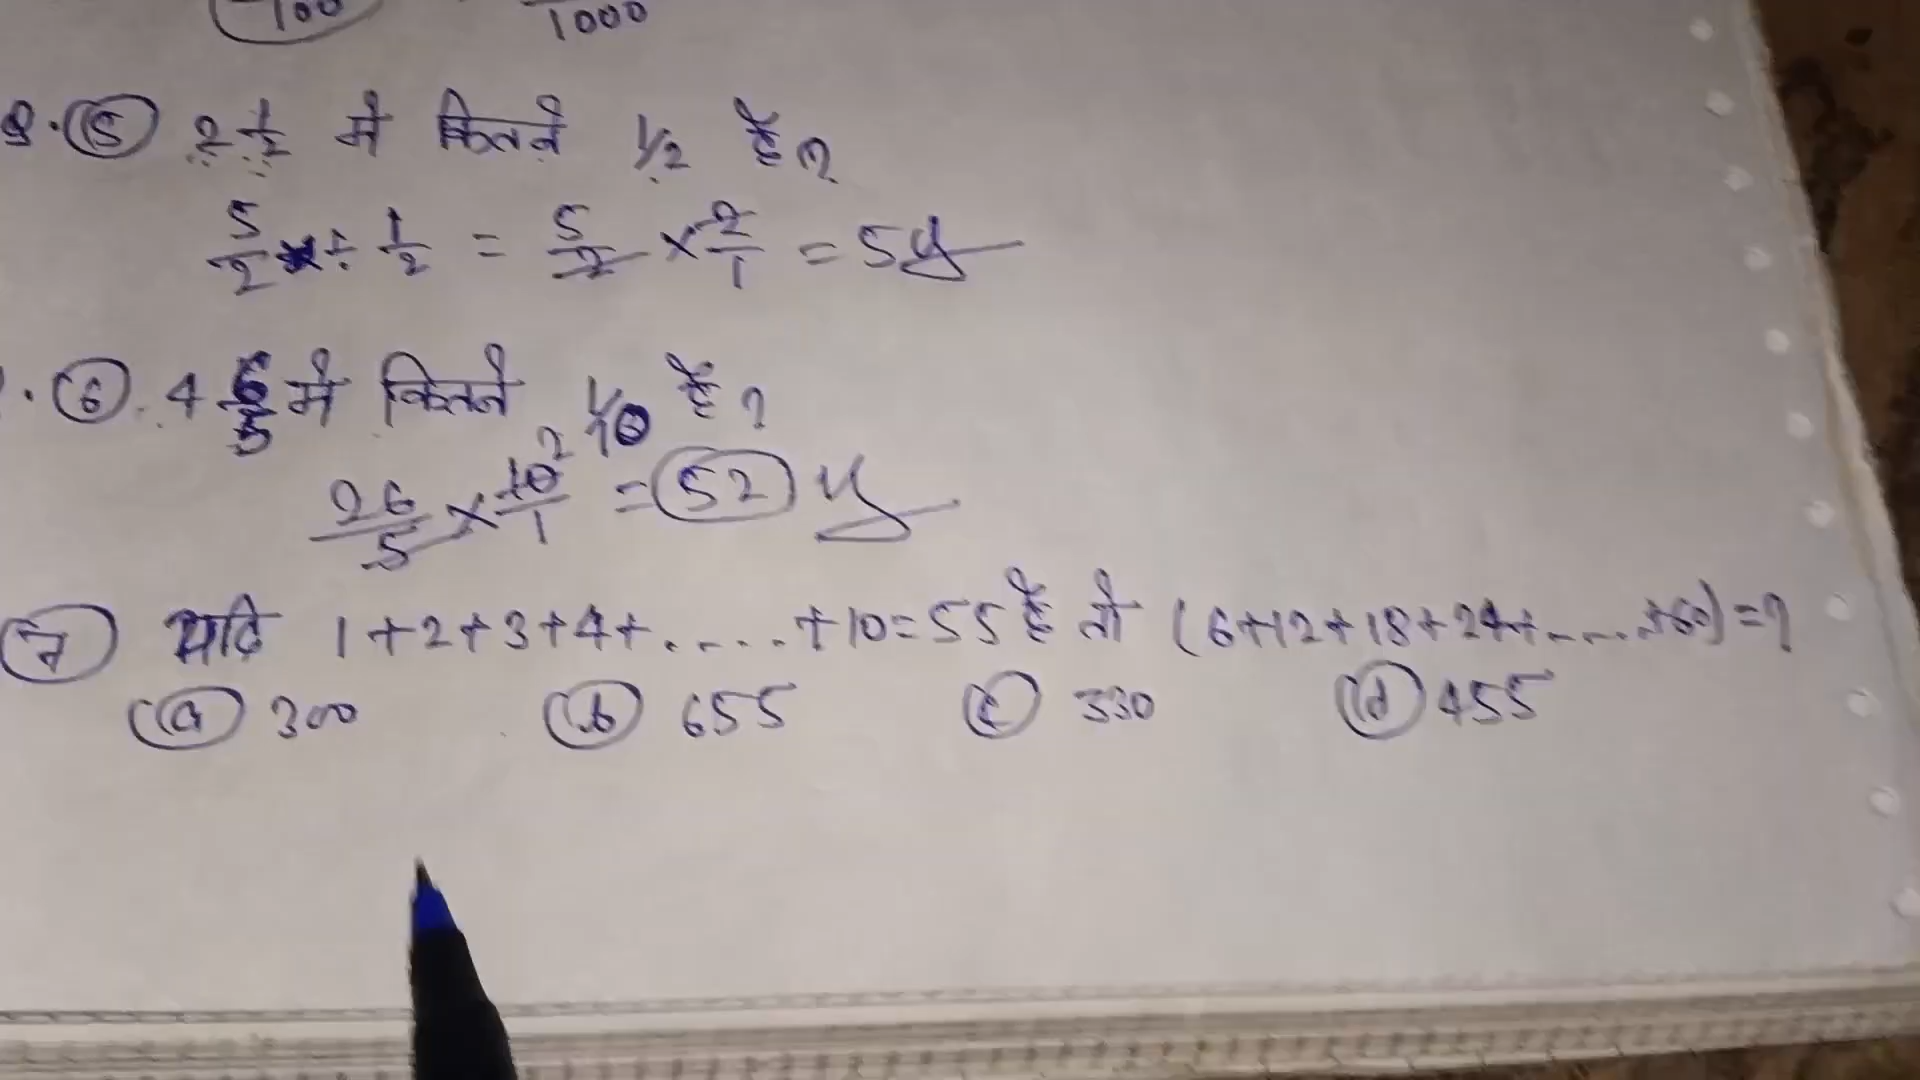 100 1000
Q. (5) 2 1/2 मे कितने 1/2 है?
5/2 ÷ 1/2 = 5/2 × 2/1 = 5
(6) 4 6/5 मे कितने 1/10 है?
26/5 × 10/1 2 = 52
(7) यदि 1+2+3+4+.....+10=55 है तो (6+12+18+24+.....+60)=?
(a) 300 (b) 655 (c) 330 (d) 455